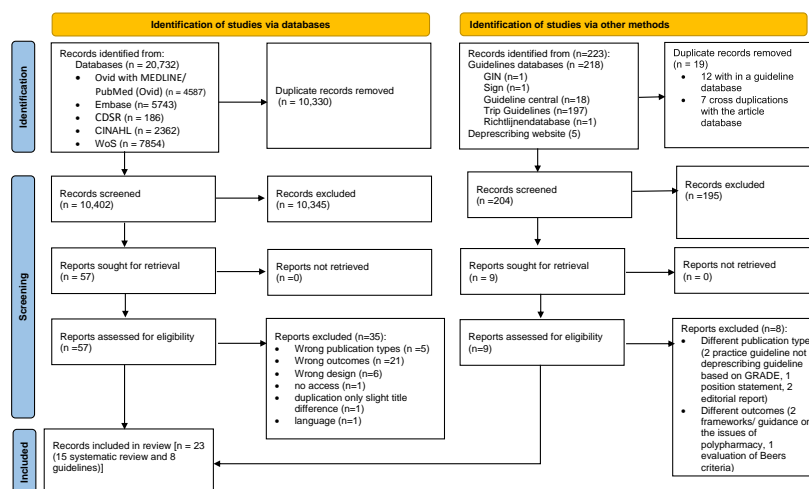 Identification of studies via databases
Identification of studies via other methods
Identification
Records identified from:
Databases (n = 20,732)
• Ovid with MEDLINE/
PubMed (Ovid) (n = 4587)
• Embase (n= 5743)
• CDSR (n = 186)
• CINAHL (n = 2362)
• WoS (n = 7854)
Duplicate records removed
(n = 10,330)
Records identified from (n=223):
Guidelines databases (n =218)
GIN (n=1)
Sign (n=1)
Guideline central(n=18)
Trip Guidelines(n=197)
Richtlijnendatabase (n=1)
Deprescribing website (5)
Duplicate records removed
(n = 19)
• 12 with in a guideline
database
• 7 cross duplications
with the article
database
Screening
Records screened
(n = 10,402)
Records excluded
(n = 10,345)
Records screened
(n =204)
Records excluded
(n =195)
Reports sought for retrieval
(n = 57)
Reports not retrieved
(n =0)
Reports sought for retrieval
(n = 9)
Reports not retrieved
(n = 0)
Reports assessed for eligibility
(n =57)
Reports excluded (n=35):
• Wrong publication types (n =5)
• Wrong outcomes (n =21)
• Wrong design (n=6)
• no access (n=1)
• duplication only slight title
difference (n=1)
• language (n=1)
Reports assessed for eligibility
(n=9)
Reports excluded (n=8):
• Different publication type
(2 practice guideline not
deprescribing guideline
based on GRADE, 1
position statement, 2
editorial report)
• Different outcomes (2
frameworks/ guidance on
the issues of
polypharmacy, 1
evaluation of Beers
criteria)
Included
Records included in review [n = 23
(15 systematic review and 8
guidelines)]